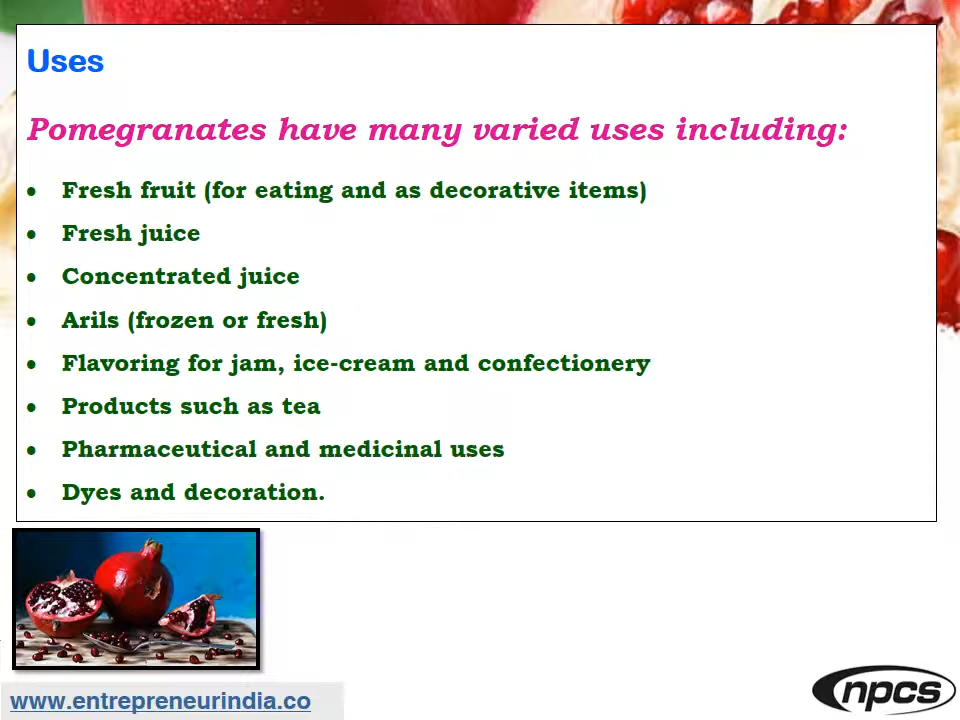 Uses
Pomegranates have many varied uses including:
• Fresh fruit (for eating and as decorative items)
• Fresh juice
• Concentrated juice
• Arils (frozen or fresh)
• Flavoring for jam, ice-cream and confectionery
• Products such as tea
• Pharmaceutical and medicinal uses
• Dyes and decoration.
www.entrepreneurindia.co
npcs